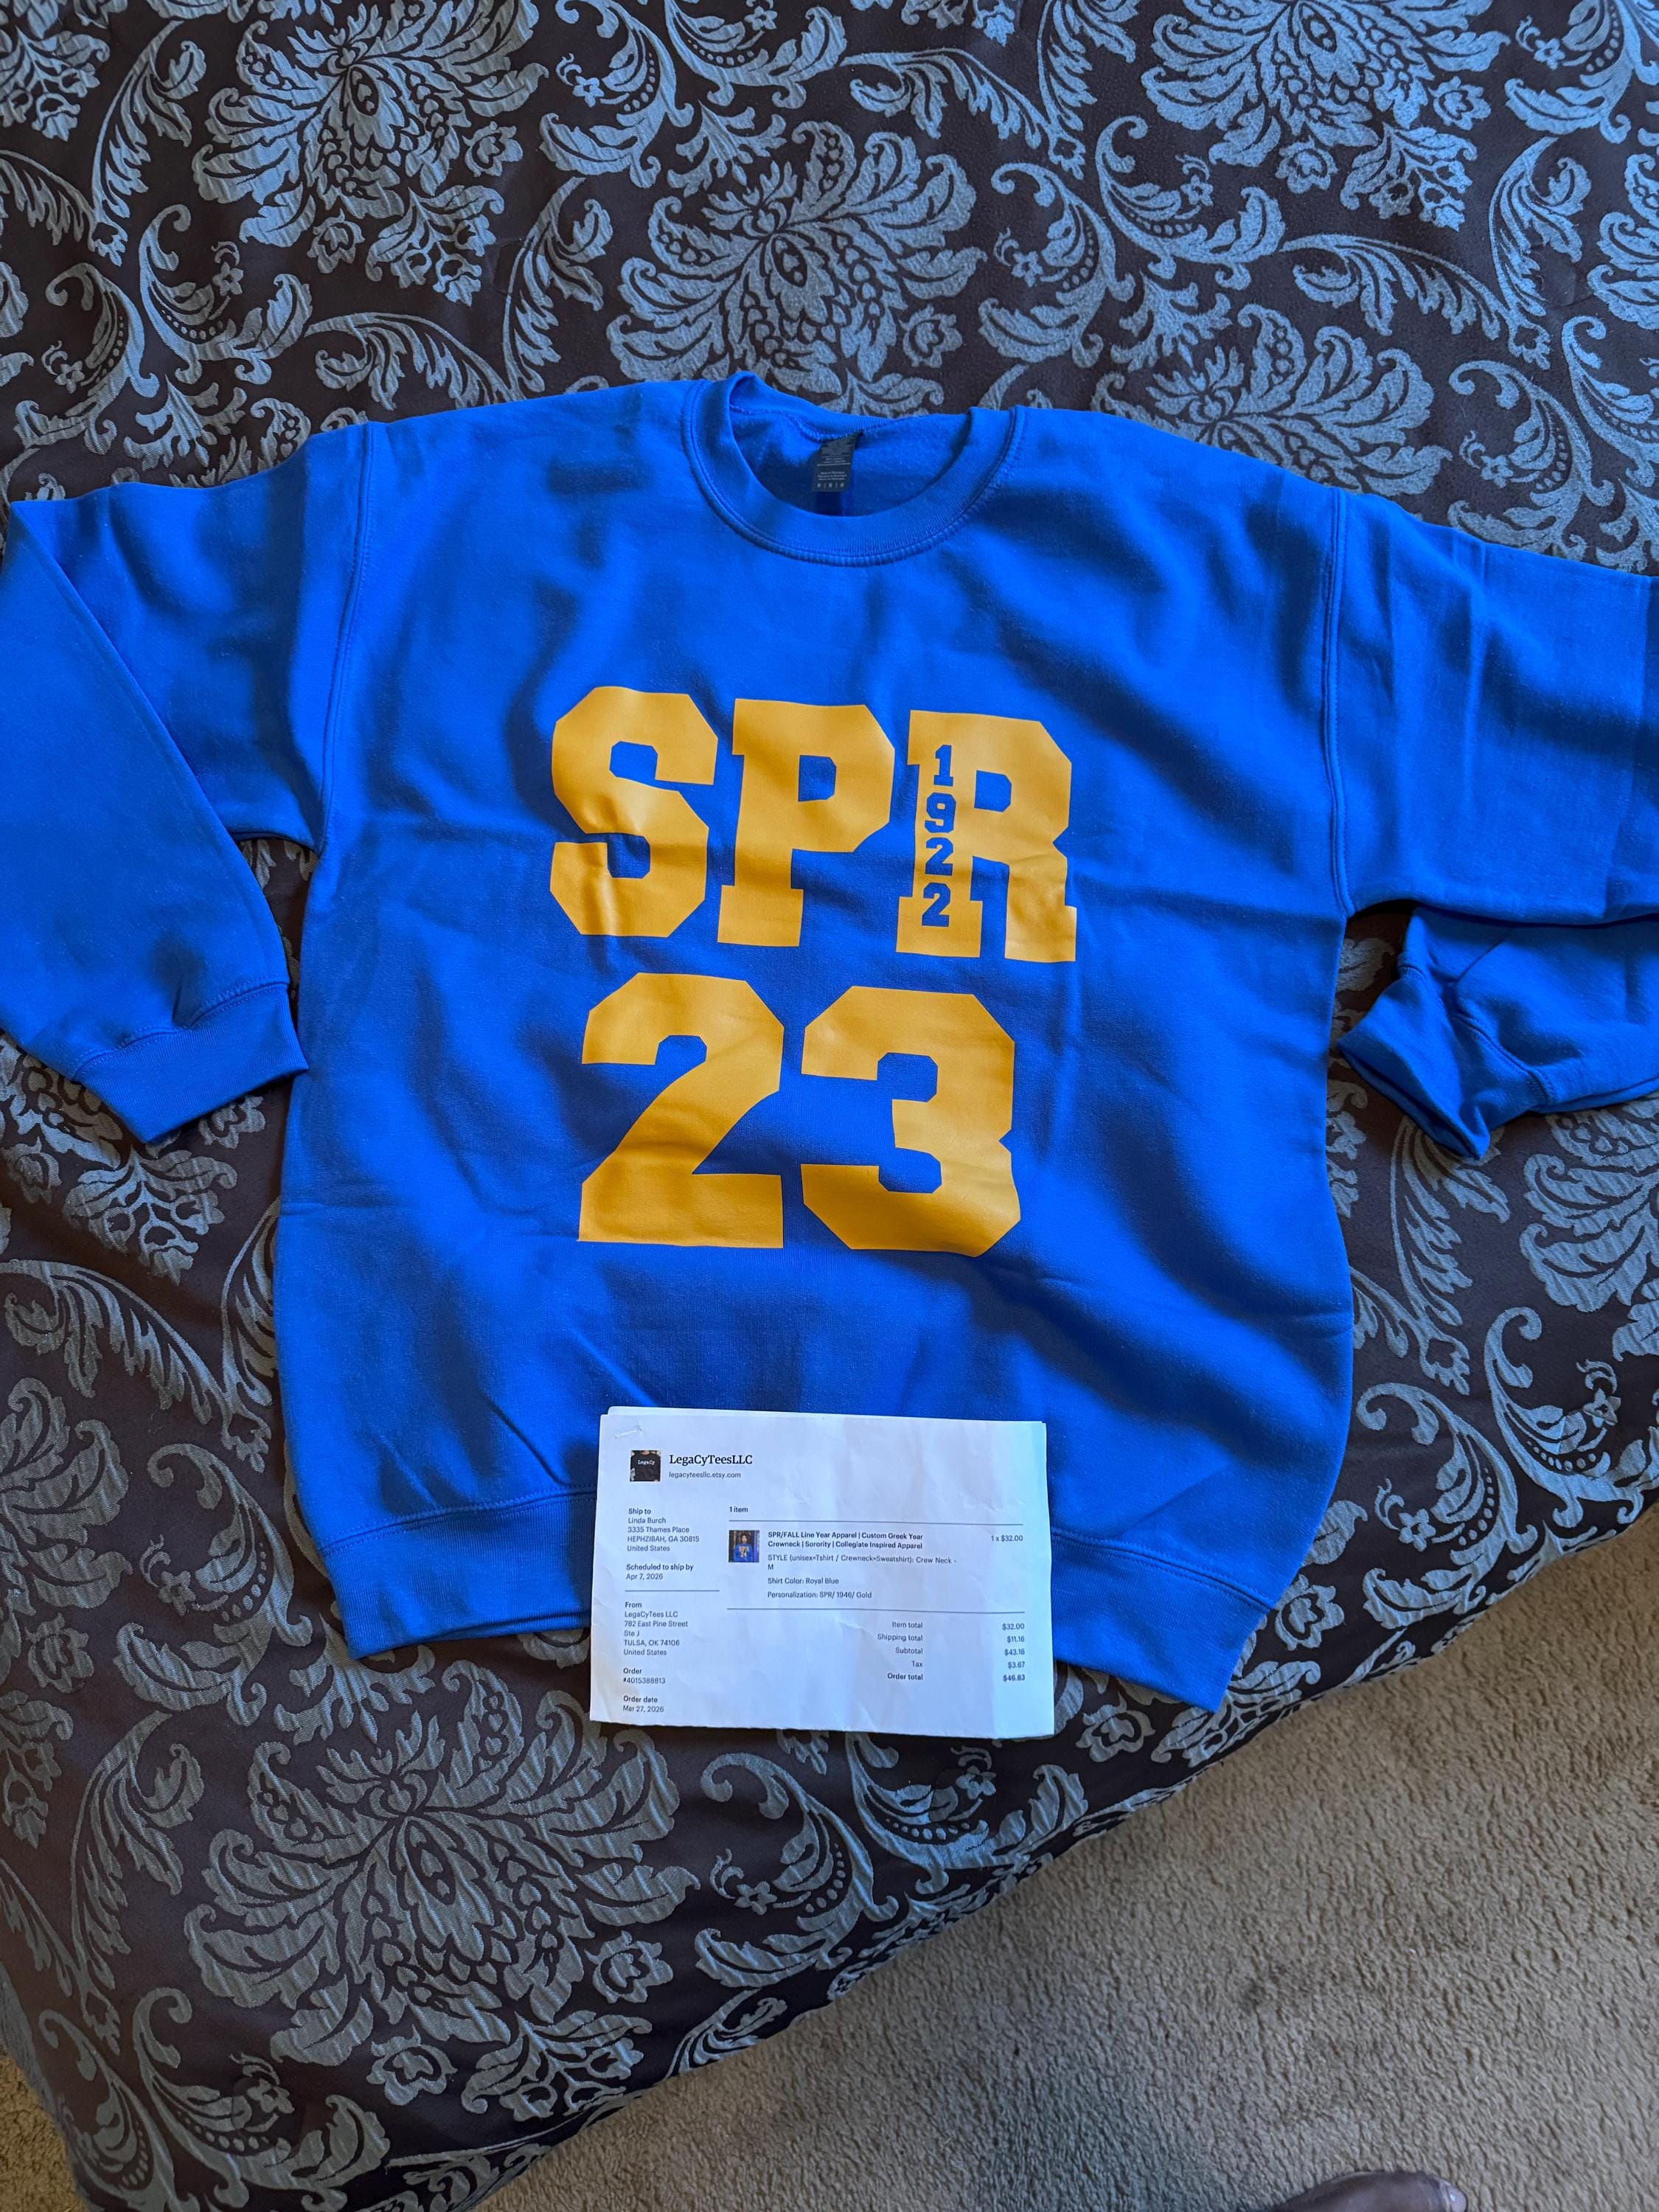 SPR
1922
23
LegaCy
LegaCyTeesLLC
legacyteesllc.etsy.com
Ship to
Linda Burch
3335 Thames Place
HEPHZIBAH, GA 30815
United States
Scheduled to ship by
Apr 7, 2026
From
LegaCyTees LLC
782 East Pine Street
Ste J
TULSA, OK 74106
United States
Order
#4015388813
Order date
Mar 27, 2026
1 item
SPR/FALL Line Year Apparel | Custom Greek Year
Crewneck | Sorority | Collegiate Inspired Apparel
1 x $32.00
STYLE (unisex=Tshirt / Crewneck=Sweatshirt): Crew Neck -
M
Shirt Color: Royal Blue
Personalization: SPR/ 1946/ Gold
Item total $32.00
Shipping total $11.16
Subtotal $43.16
Tax $3.67
Order total $46.83